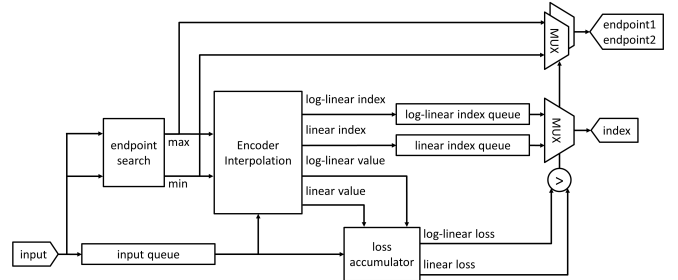 MUX
endpoint1
endpoint2
log-linear index
log-linear index queue
MUX
index
endpoint
search
max
min
Encoder
Interpolation
linear index
linear index queue
log-linear value
linear value
>
input
input queue
loss
accumulator
log-linear loss
linear loss